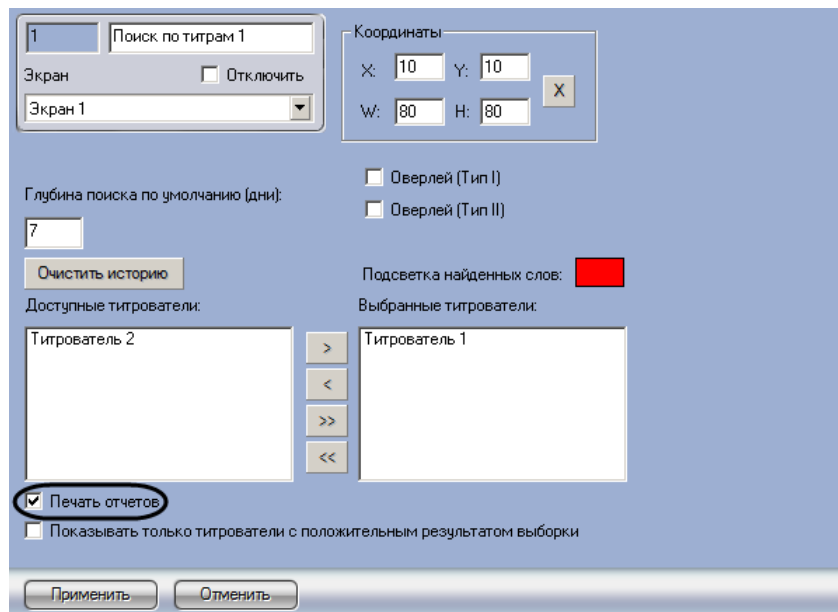 1 Поиск по титрам 1
Экран Отключить
Экран 1
Координаты
X: 10 Y: 10
X
W: 80 H: 80
Оверлей (Тип I)
Оверлей (Тип II)
Глубина поиска по умолчанию (дни):
7
Очистить историю
Подсветка найденных слов:
Доступные титрователи:
Титрователь 2
>
<
>>
<<
Выбранные титрователи:
Титрователь 1
Печать отчетов
Показывать только титрователи с положительным результатом выборки
Применить Отменить